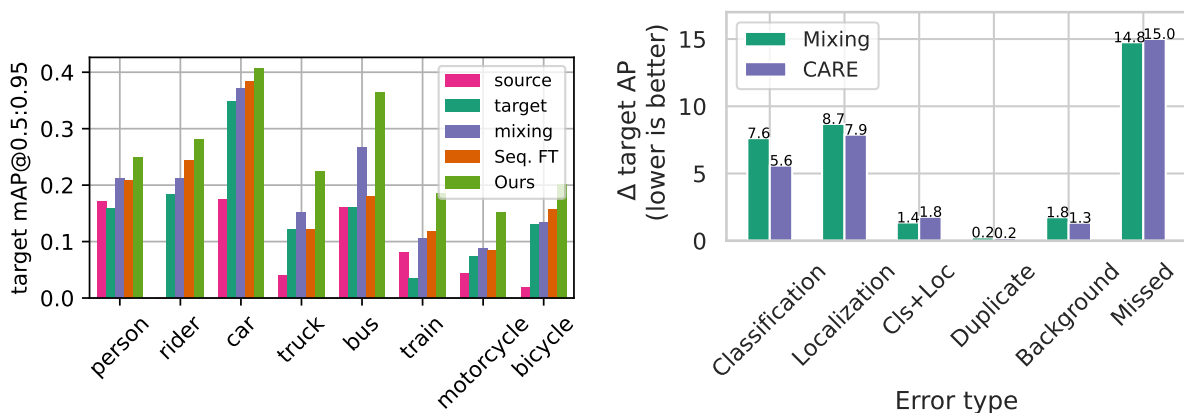 target mAP@0.5:0.95
0.4
0.3
0.2
0.1
0.0
source
target
mixing
Seq. FT
Ours
person
rider
car
truck
bus
train
motorcycle
bicycle
Δ target AP
(lower is better)
15
10
5
0
Mixing
CARE
7.6
5.6
8.7
7.9
1.4
1.8
0.2
0.2
1.8
1.3
14.8
15.0
Classification
Localization
Cls+Loc
Duplicate
Background
Missed
Error type